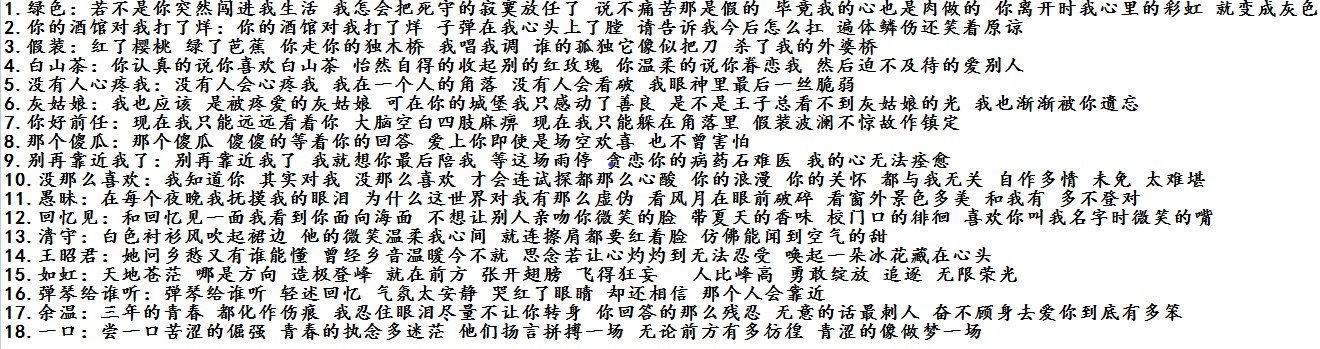 1. 绿色: 若不是你突然闯进我生活 我怎会把死守的寂寞放任了 说不痛苦那是假的 毕竟我的心也是肉做的 你离开时我心里的彩虹 就变成灰色
2. 你的酒馆对我打了烊: 你的酒馆对我打了烊 子弹在我心头上了膛 请告诉我今后怎么扛 遍体鳞伤还笑着原谅
3. 假装: 红了樱桃 绿了芭蕉 你走你的独木桥 我唱我调 谁的孤独它像似把刀 杀了我的外婆桥
4. 白山茶: 你认真的说你喜欢白山茶 怡然自得的收起别的红玫瑰 你温柔的说你眷恋我 然后迫不及待的爱别人
5. 没有人心疼我: 没有人会心疼我 我在一个人的角落 没有人会看破 我眼神里最后一丝脆弱
6. 灰姑娘: 我也应该 是被疼爱的灰姑娘 可在你的城堡我只感动了善良 是不是王子总看不到灰姑娘的光 我也渐渐被你遗忘
7. 你好前任: 现在我只能远远看着你 大脑空白四肢麻痹 现在我只能躲在角落里 假装波澜不惊故作镇定
8. 那个傻瓜: 那个傻瓜 傻傻的等着你的回答 爱上你即使是场空欢喜 也不曾害怕
9. 别再靠近我了: 别再靠近我了 我就想你最后陪我 等这场雨停 贪恋你的病药石难医 我的心无法痊愈
10. 没那么喜欢: 我知道你 其实对我 没那么喜欢 才会连试探都那么心酸 你的浪漫 你的关怀 都与我无关 自作多情 未免 太难堪
11. 愚昧: 在每个夜晚我抚摸我的眼泪 为什么这世界对我有那么虚伪 看风月在眼前破碎 看窗外景色多美 和我有 多不登对
12. 回忆见: 和回忆见一面我看到你面向海面 不想让别人亲吻你微笑的脸 带夏天的香味 校门口的徘徊 喜欢你叫我名字时微笑的嘴
13. 清守: 白色衬衫风吹起裙边 他的微笑温柔我心间 就连擦肩都要红着脸 仿佛能闻到空气的甜
14. 王昭君: 她问乡愁又有谁能懂 曾经乡音温暖今不就 思念若让心灼灼到无法忍受 唤起一朵冰花藏在心头
15. 如虹: 天地苍茫 哪是方向 造极登峰 就在前方 张开翅膀 飞得狂妄 人比峰高 勇敢绽放 追逐 无限荣光
16. 弹琴给谁听: 弹琴给谁听 轻述回忆 气氛太安静 哭红了眼睛 却还相信 那个人会靠近
17. 余温: 三年的青春 都化作伤痕 我忍住眼泪尽量不让你转身 你回答的那么残忍 无意的话最刺人 奋不顾身去爱你到底有多笨
18. 一口: 尝一口苦涩的倔强 青春的执念多迷茫 他们扬言拼搏一场 无论前方有多彷徨 青涩的像做梦一场